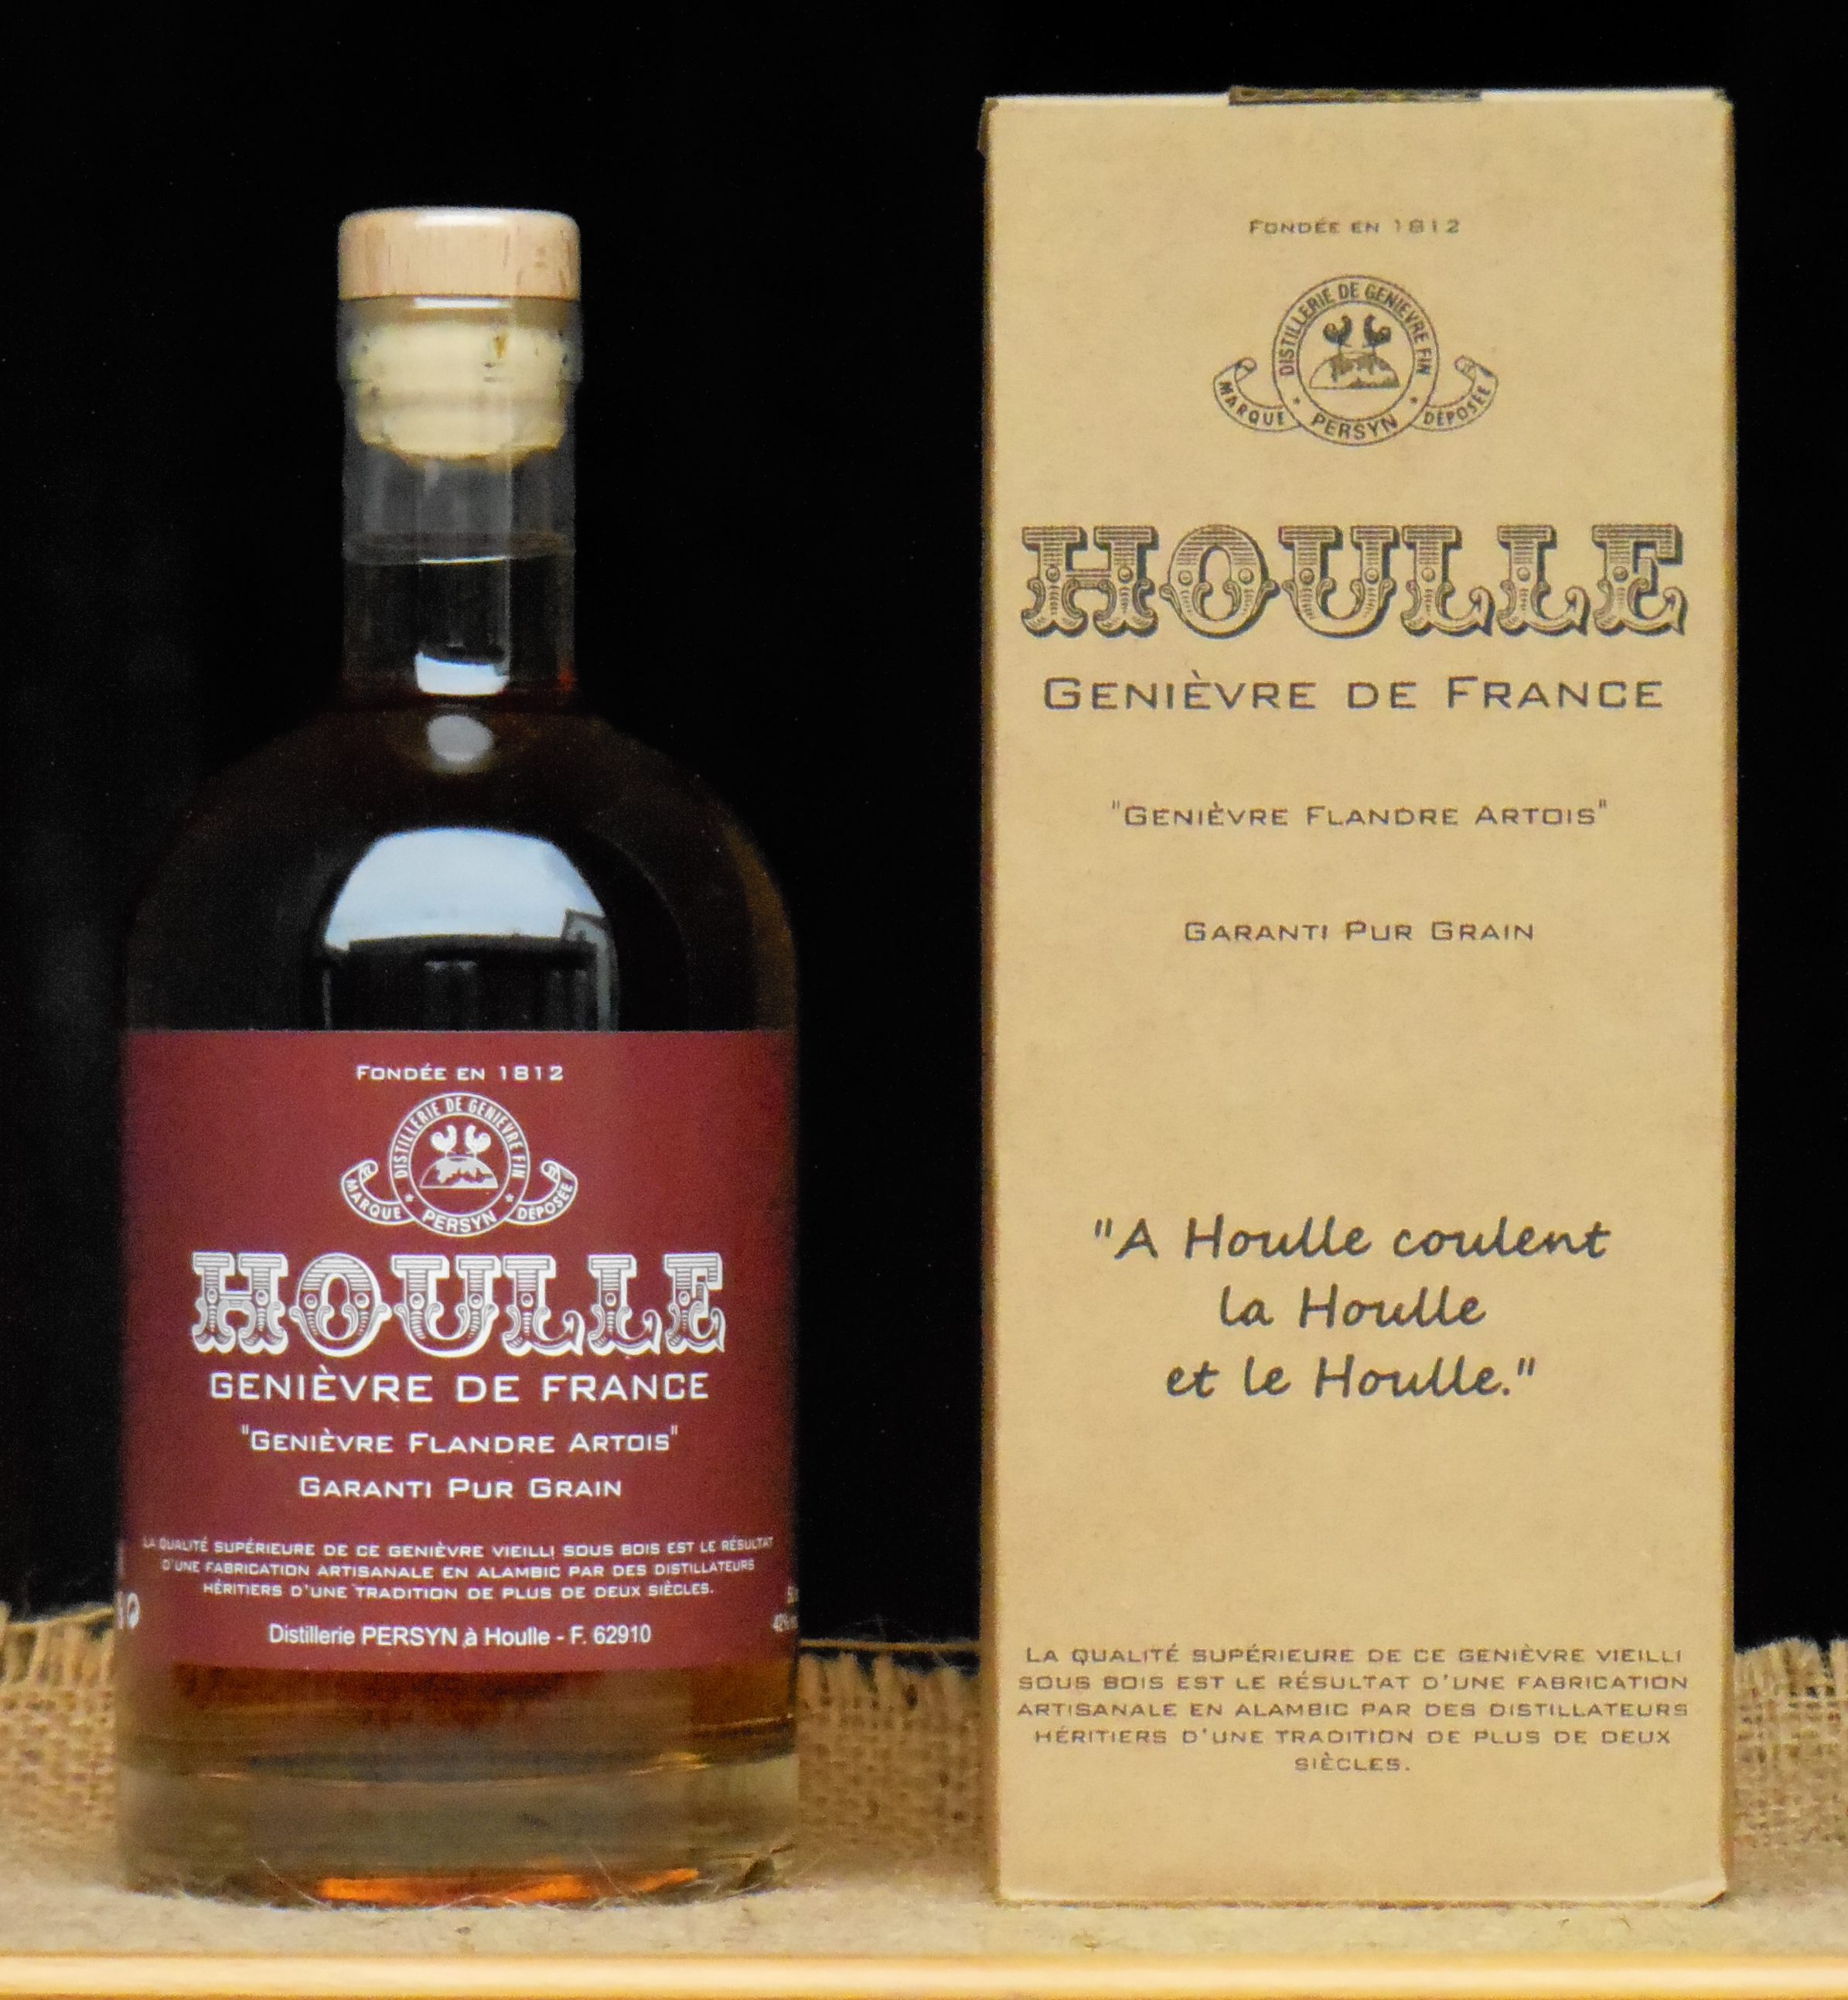 FONDÉE EN 1812
DISTILLERIE DE GENIEVRE FIN
MARQUE * PERSYN * DÉPOSÉE
HOULLE
GENIÈVRE DE FRANCE
"GENIÈVRE FLANDRE ARTOIS"
GARANTI PUR GRAIN
LA QUALITÉ SUPÉRIEURE DE CE GENIÈVRE VIEILLI SOUS BOIS EST LE RÉSULTAT
D'UNE FABRICATION ARTISANALE EN ALAMBIC PAR DES DISTILLATEURS
HÉRITIERS D'UNE TRADITION DE PLUS DE DEUX SIÈCLES.
Distillerie PERSYN à Houlle - F. 62910
FONDÉE EN 1812
DISTILLERIE DE GENIEVRE FIN
MARQUE * PERSYN * DÉPOSÉE
HOULLE
GENIÈVRE DE FRANCE
"GENIÈVRE FLANDRE ARTOIS"
GARANTI PUR GRAIN
"A Houlle coulent
la Houlle
et le Houlle."
LA QUALITÉ SUPÉRIEURE DE CE GENIÈVRE VIEILLI
SOUS BOIS EST LE RÉSULTAT D'UNE FABRICATION
ARTISANALE EN ALAMBIC PAR DES DISTILLATEURS
HÉRITIERS D'UNE TRADITION DE PLUS DE DEUX
SIÈCLES.